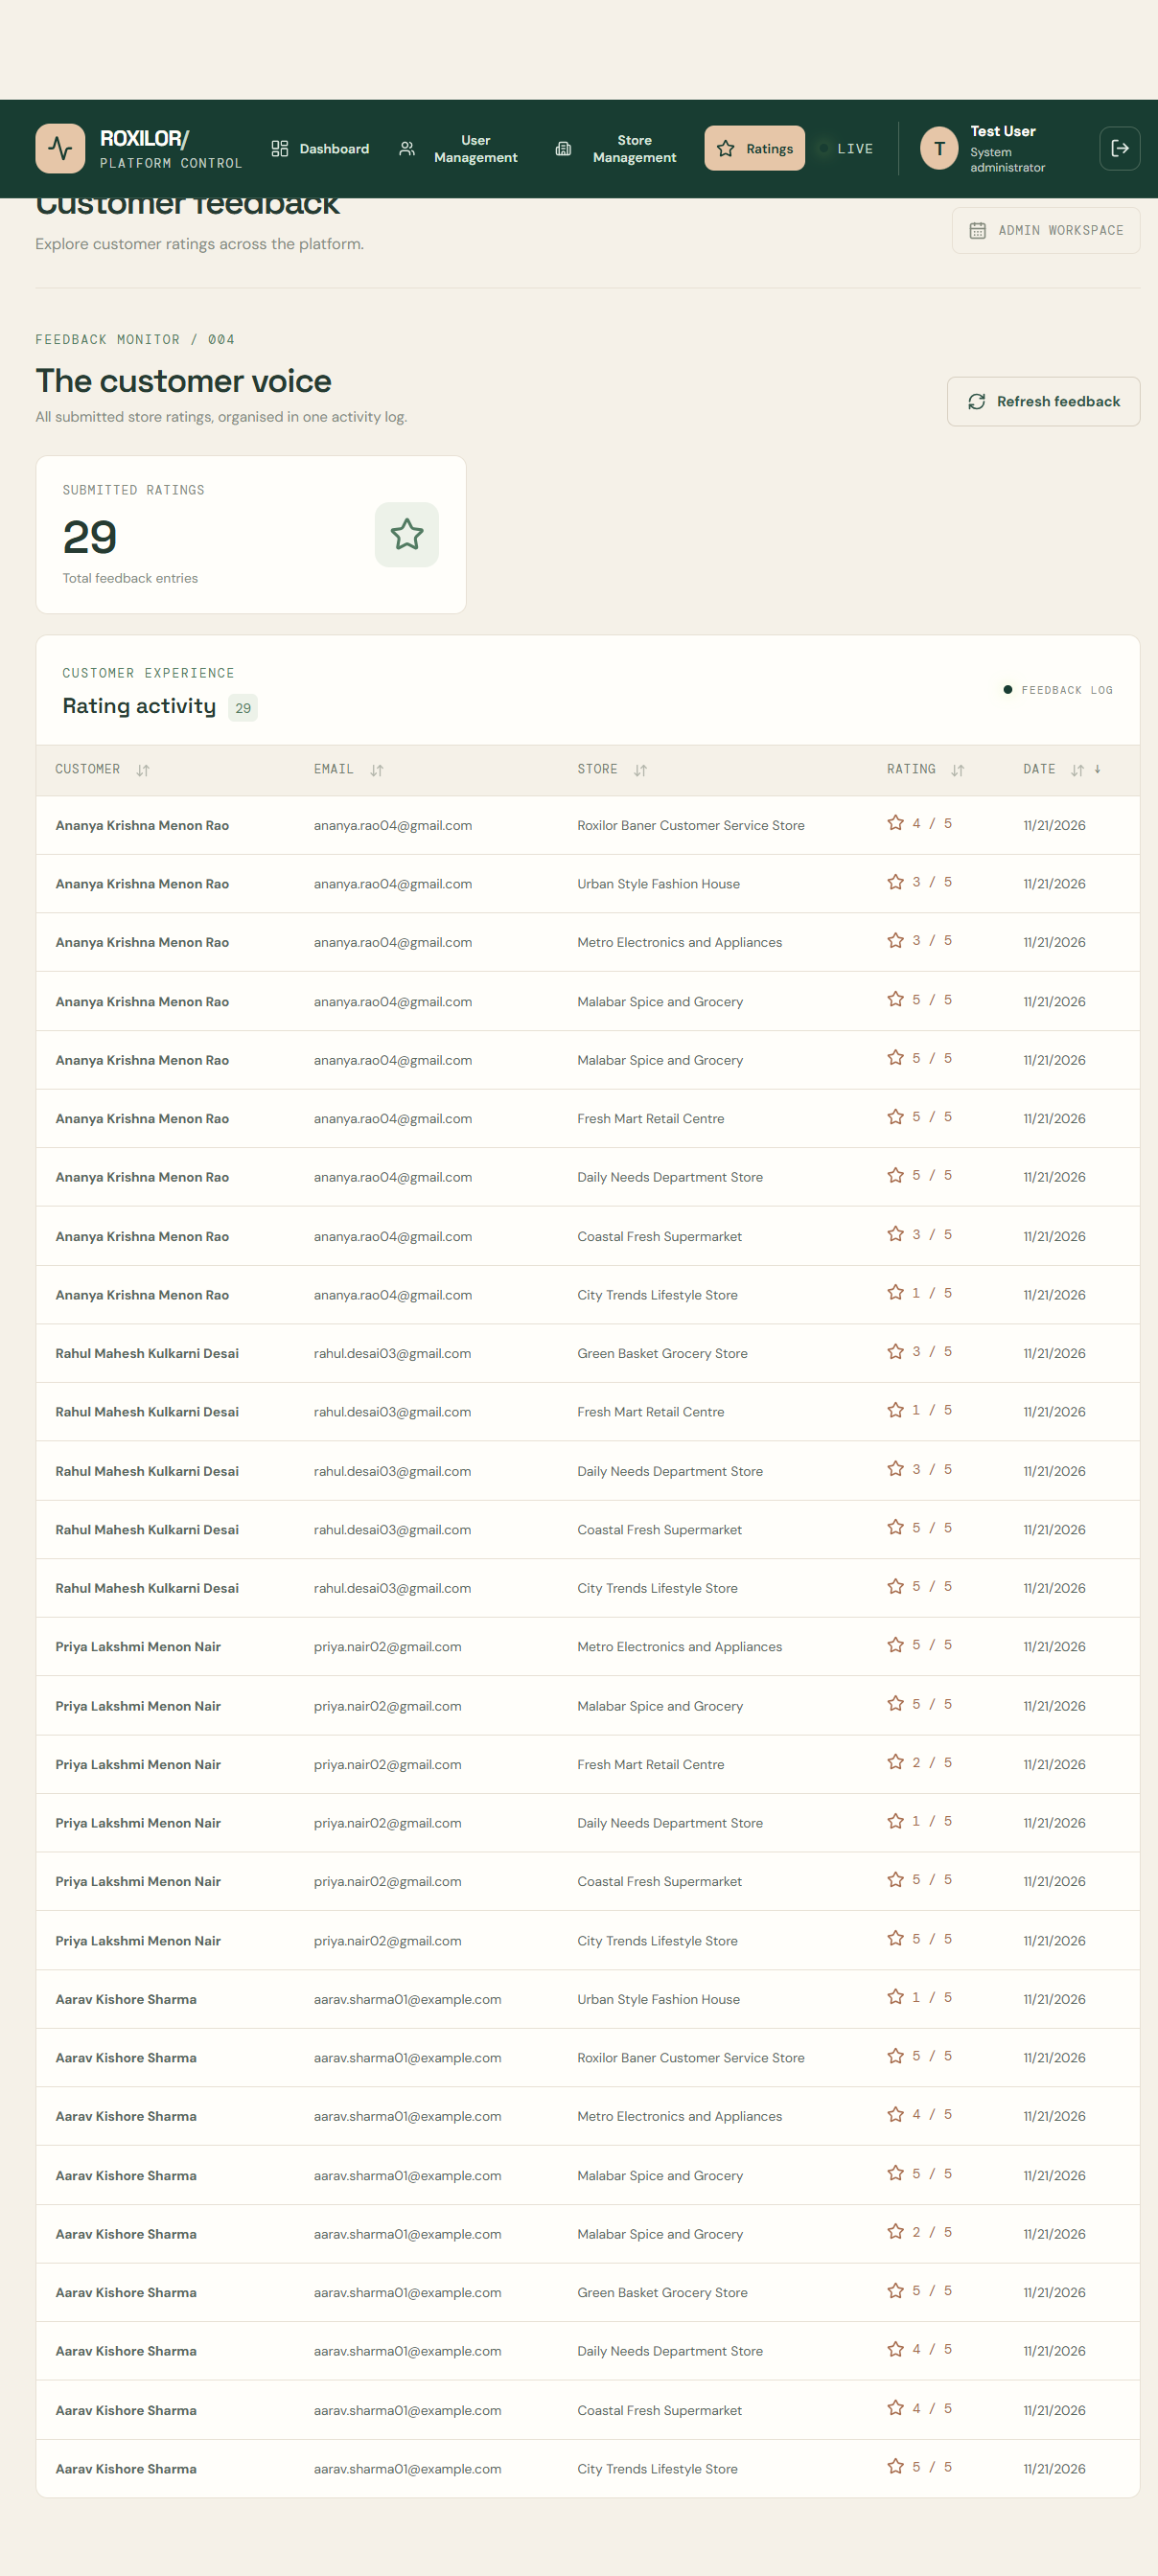 ROXILOR/
PLATFORM CONTROL
Dashboard
User
Management
Store
Management
Ratings
LIVE
T
Test User
System
administrator
Customer feedback
Explore customer ratings across the platform.
ADMIN WORKSPACE
FEEDBACK MONITOR / 004
The customer voice
All submitted store ratings, organised in one activity log.
Refresh feedback
SUBMITTED RATINGS
29
Total feedback entries
CUSTOMER EXPERIENCE
Rating activity 29
FEEDBACK LOG
CUSTOMER EMAIL STORE RATING DATE ↓
Ananya Krishna Menon Rao ananya.rao04@gmail.com Roxilor Baner Customer Service Store 4 / 5 11/21/2026
Ananya Krishna Menon Rao ananya.rao04@gmail.com Urban Style Fashion House 3 / 5 11/21/2026
Ananya Krishna Menon Rao ananya.rao04@gmail.com Metro Electronics and Appliances 3 / 5 11/21/2026
Ananya Krishna Menon Rao ananya.rao04@gmail.com Malabar Spice and Grocery 5 / 5 11/21/2026
Ananya Krishna Menon Rao ananya.rao04@gmail.com Malabar Spice and Grocery 5 / 5 11/21/2026
Ananya Krishna Menon Rao ananya.rao04@gmail.com Fresh Mart Retail Centre 5 / 5 11/21/2026
Ananya Krishna Menon Rao ananya.rao04@gmail.com Daily Needs Department Store 5 / 5 11/21/2026
Ananya Krishna Menon Rao ananya.rao04@gmail.com Coastal Fresh Supermarket 3 / 5 11/21/2026
Ananya Krishna Menon Rao ananya.rao04@gmail.com City Trends Lifestyle Store 1 / 5 11/21/2026
Rahul Mahesh Kulkarni Desai rahul.desai03@gmail.com Green Basket Grocery Store 3 / 5 11/21/2026
Rahul Mahesh Kulkarni Desai rahul.desai03@gmail.com Fresh Mart Retail Centre 1 / 5 11/21/2026
Rahul Mahesh Kulkarni Desai rahul.desai03@gmail.com Daily Needs Department Store 3 / 5 11/21/2026
Rahul Mahesh Kulkarni Desai rahul.desai03@gmail.com Coastal Fresh Supermarket 5 / 5 11/21/2026
Rahul Mahesh Kulkarni Desai rahul.desai03@gmail.com City Trends Lifestyle Store 5 / 5 11/21/2026
Priya Lakshmi Menon Nair priya.nair02@gmail.com Metro Electronics and Appliances 5 / 5 11/21/2026
Priya Lakshmi Menon Nair priya.nair02@gmail.com Malabar Spice and Grocery 5 / 5 11/21/2026
Priya Lakshmi Menon Nair priya.nair02@gmail.com Fresh Mart Retail Centre 2 / 5 11/21/2026
Priya Lakshmi Menon Nair priya.nair02@gmail.com Daily Needs Department Store 1 / 5 11/21/2026
Priya Lakshmi Menon Nair priya.nair02@gmail.com Coastal Fresh Supermarket 5 / 5 11/21/2026
Priya Lakshmi Menon Nair priya.nair02@gmail.com City Trends Lifestyle Store 5 / 5 11/21/2026
Aarav Kishore Sharma aarav.sharma01@example.com Urban Style Fashion House 1 / 5 11/21/2026
Aarav Kishore Sharma aarav.sharma01@example.com Roxilor Baner Customer Service Store 5 / 5 11/21/2026
Aarav Kishore Sharma aarav.sharma01@example.com Metro Electronics and Appliances 4 / 5 11/21/2026
Aarav Kishore Sharma aarav.sharma01@example.com Malabar Spice and Grocery 5 / 5 11/21/2026
Aarav Kishore Sharma aarav.sharma01@example.com Malabar Spice and Grocery 2 / 5 11/21/2026
Aarav Kishore Sharma aarav.sharma01@example.com Green Basket Grocery Store 5 / 5 11/21/2026
Aarav Kishore Sharma aarav.sharma01@example.com Daily Needs Department Store 4 / 5 11/21/2026
Aarav Kishore Sharma aarav.sharma01@example.com Coastal Fresh Supermarket 4 / 5 11/21/2026
Aarav Kishore Sharma aarav.sharma01@example.com City Trends Lifestyle Store 5 / 5 11/21/2026